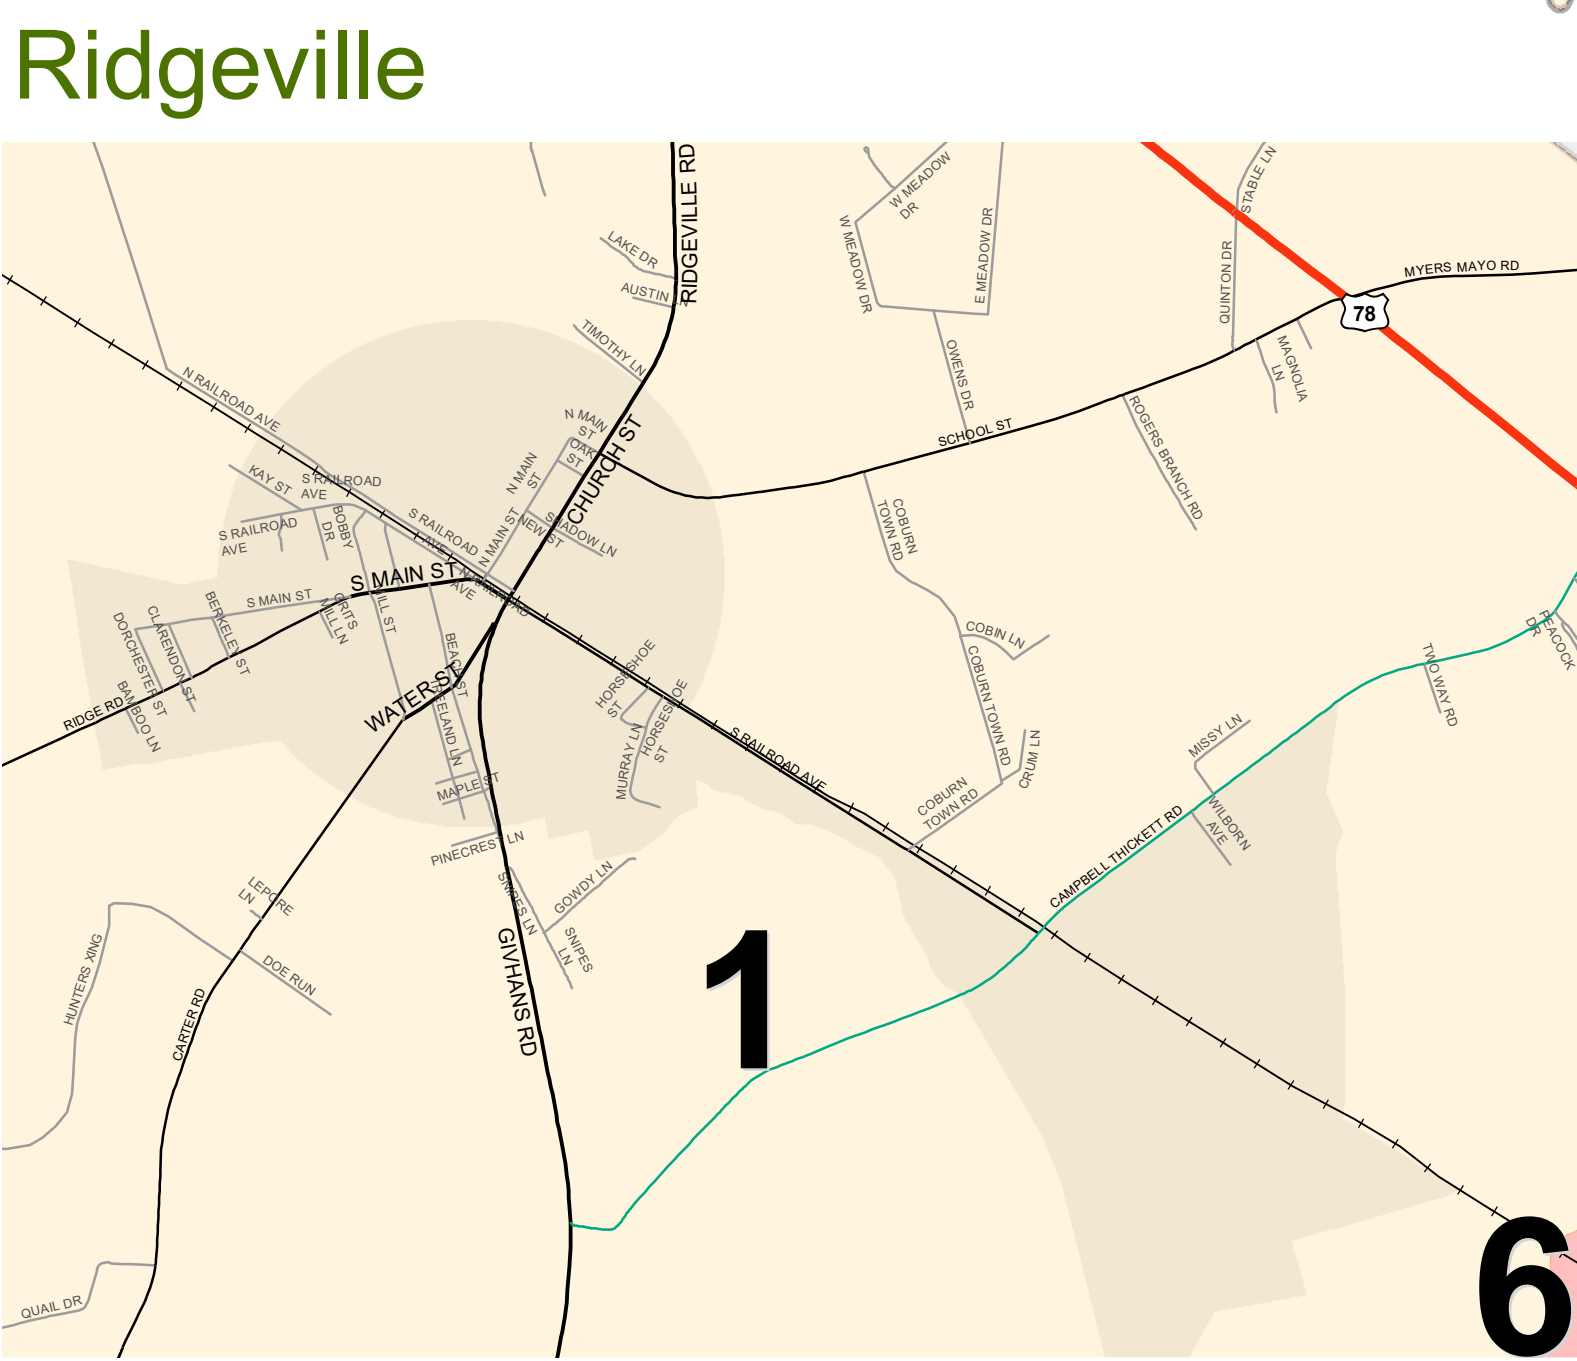 Ridgeville
RIDGEVILLE RD
W MEADOW
DR
STABLE LN
LAKE DR
W MEADOW DR
E MEADOW DR
QUINTON DR
MYERS MAYO RD
AUSTIN LN
78
TIMOTHY LN
OWENS DR
MAGNOLIA
LN
N RAILROAD AVE
N MAIN
ST
OAK
ST
CHURCH ST
SCHOOL ST
ROGERS BRANCH RD
KAY ST
S RAILROAD
AVE
N MAIN
ST
S RAILROAD
AVE
BOBBY
DR
S RAILROAD
AVE
N MAIN ST
NEW ST
SHADOW LN
COBURN
TOWN RD
S MAIN ST
N RAILROAD
AVE
S MAIN ST
GRITS
MILL LN
MILL ST
BERKELEY ST
CLARENDON ST
DORCHESTER ST
BAMBOO LN
RIDGE RD
BEACH ST
WATER ST
FREELAND LN
HORSESHOE
ST
HORSESHOE
ST
MURRAY LN
COBIN LN
COBURN TOWN RD
PEACOCK
DR
TWO WAY RD
S RAILROAD AVE
MISSY LN
CRUM LN
MAPLE ST
COBURN
TOWN RD
CAMPBELL THICKETT RD
WILBORN
AVE
PINECREST LN
SNIPES LN
GOWDY LN
LEPORE
LN
SNIPES
LN
GIVHANS RD
1
HUNTERS XING
DOE RUN
CARTER RD
QUAIL DR
6